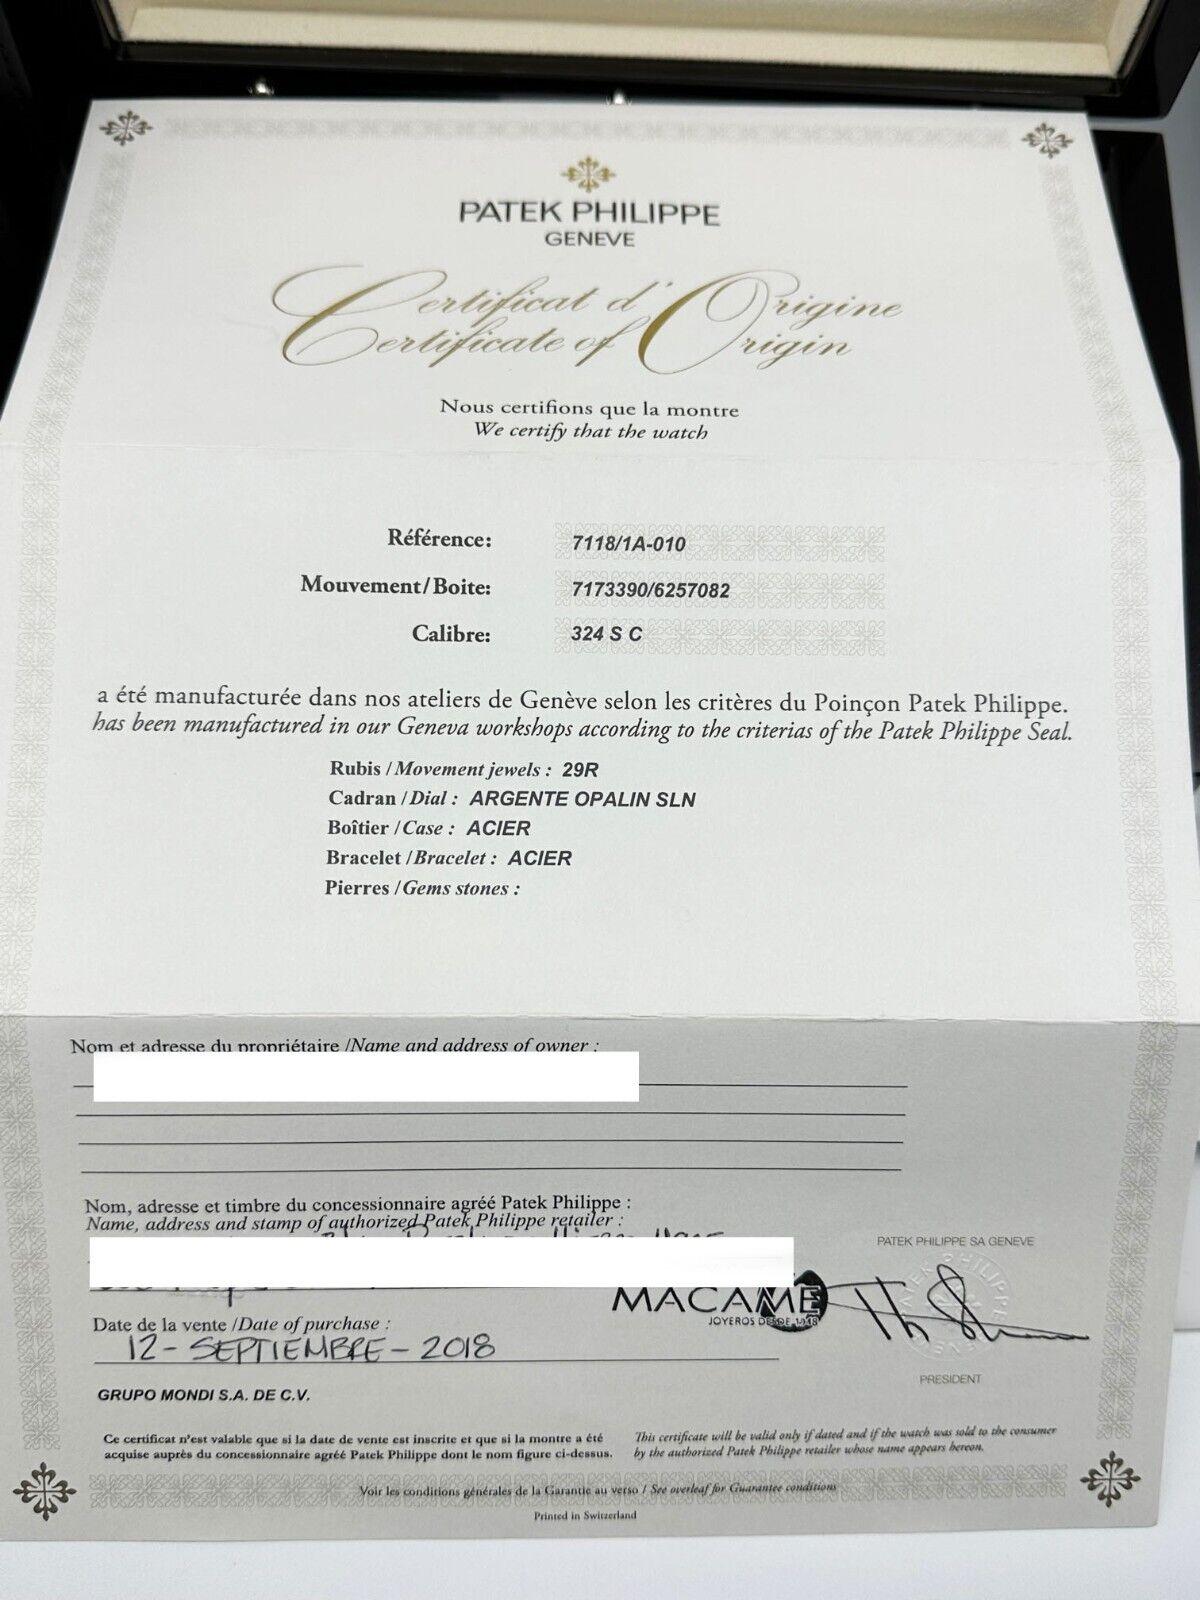 PATEK PHILIPPE
GENEVE
Certificat d'Origine
Certificate of Origin
Nous certifions que la montre
We certify that the watch
Référence: 7118/1A-010
Mouvement/Boite: 7173390/6257082
Calibre: 324 S C
a été manufacturée dans nos ateliers de Genève selon les critères du Poinçon Patek Philippe.
has been manufactured in our Geneva workshops according to the criterias of the Patek Philippe Seal.
Rubis /Movement jewels : 29R
Cadran /Dial : ARGENTE OPALIN SLN
Boîtier /Case : ACIER
Bracelet /Bracelet : ACIER
Pierres /Gems stones :
Nom et adresse du propriétaire /Name and address of owner :
Nom, adresse et timbre du concessionnaire agréé Patek Philippe :
Name, address and stamp of authorized Patek Philippe retailer :
PATEK PHILIPPE SA GENEVE
MACAME
JOYEROS DESDE 1948
Date de la vente /Date of purchase :
12 - SEPTIEMBRE - 2018
PRESIDENT
GRUPO MONDI S.A. DE C.V.
Ce certificat n'est valable que si la date de vente est inscrite et que si la montre a été
acquise auprès du concessionnaire agréé Patek Philippe dont le nom figure ci-dessus.
This certificate will be valid only if dated and if the watch was sold to the consumer
by the authorized Patek Philippe retailer whose name appears hereon.
Voir les conditions générales de la Garantie au verso / See overleaf for Guarantee conditions
Printed in Switzerland